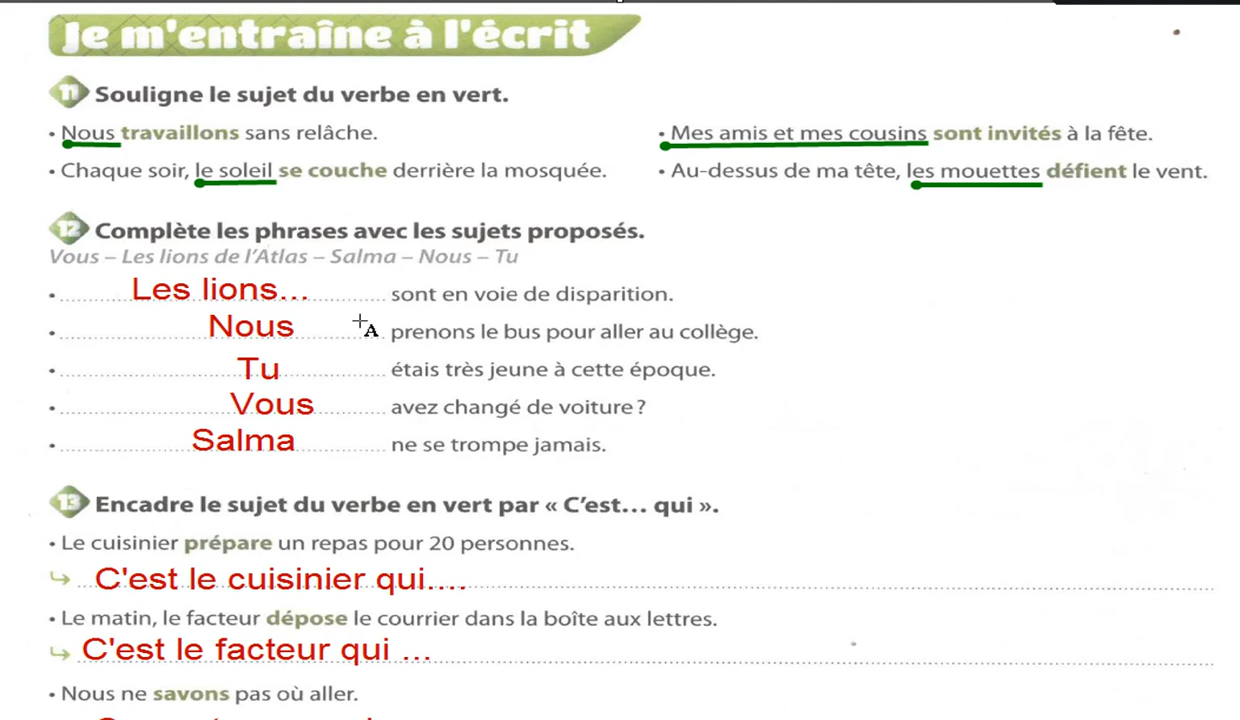 Je m'entraîne à l'écrit
11 Souligne le sujet du verbe en vert.
• Nous travaillons sans relâche.
• Mes amis et mes cousins sont invités à la fête.
• Chaque soir, le soleil se couche derrière la mosquée.
• Au-dessus de ma tête, les mouettes défient le vent.
12 Complète les phrases avec les sujets proposés.
Vous – Les lions de l'Atlas – Salma – Nous – Tu
• Les lions... sont en voie de disparition.
• Nous prenons le bus pour aller au collège.
• Tu étais très jeune à cette époque.
• Vous avez changé de voiture ?
• Salma ne se trompe jamais.
13 Encadre le sujet du verbe en vert par « C'est... qui ».
• Le cuisinier prépare un repas pour 20 personnes.
↪ C'est le cuisinier qui....
• Le matin, le facteur dépose le courrier dans la boîte aux lettres.
↪ C'est le facteur qui ...
• Nous ne savons pas où aller.